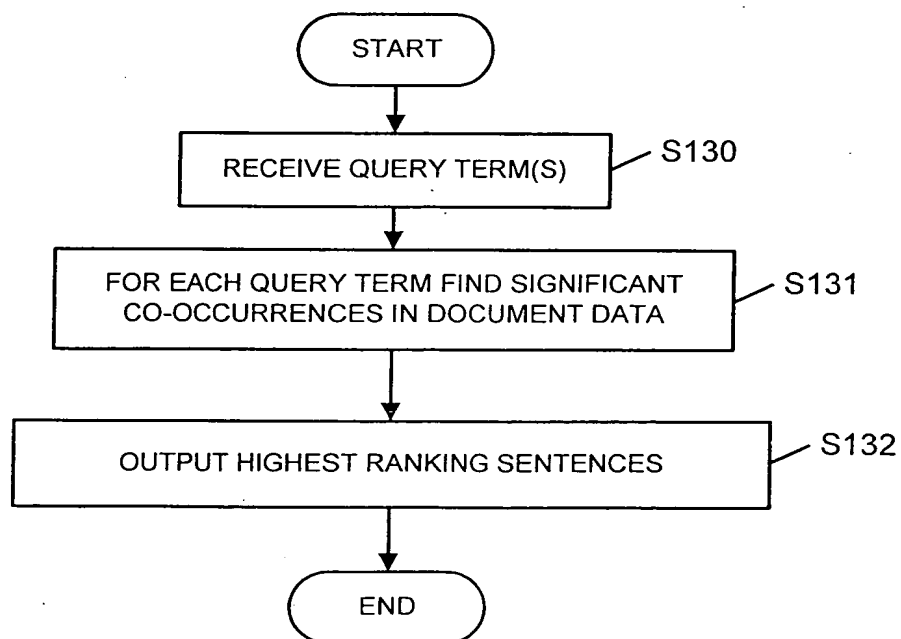 START
RECEIVE QUERY TERM(S)
S130
FOR EACH QUERY TERM FIND SIGNIFICANT
CO-OCCURRENCES IN DOCUMENT DATA
S131
OUTPUT HIGHEST RANKING SENTENCES
S132
END